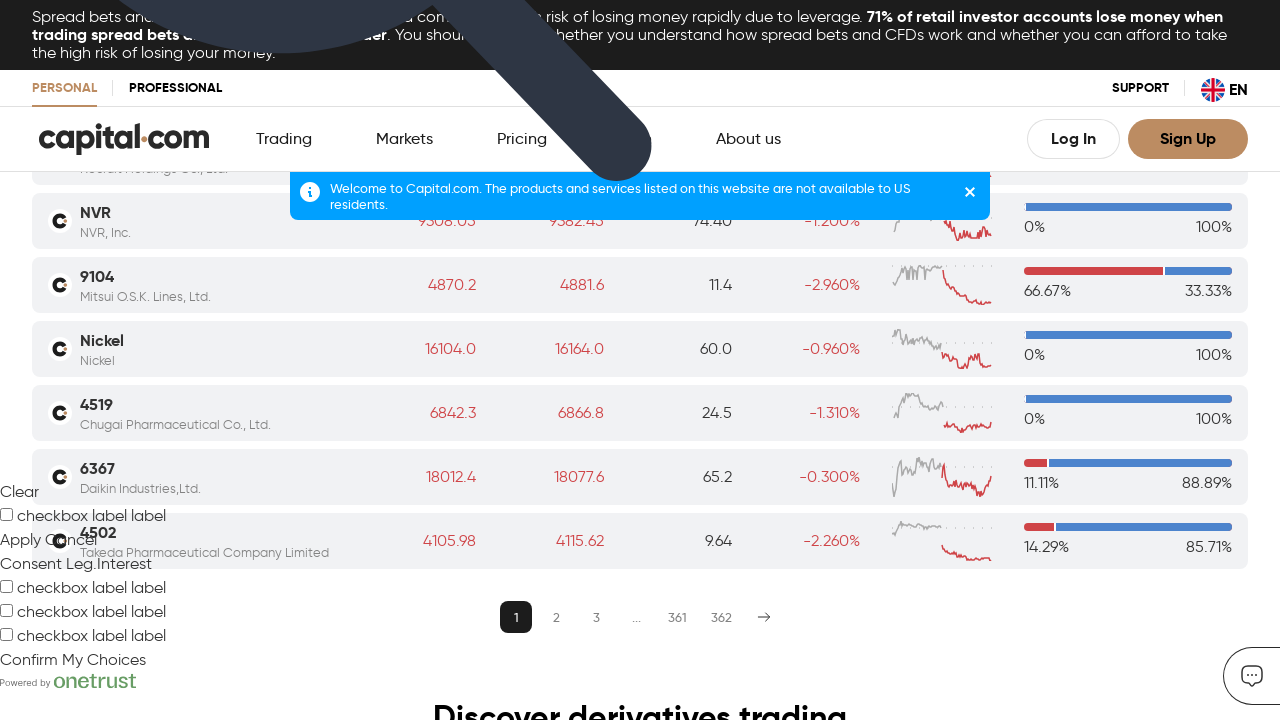 Spread bets and
risk of losing money rapidly due to leverage. 71% of retail investor accounts lose money when
trading spread bets
. You should
whether you understand how spread bets and CFDs work and whether you can afford to take
the high risk of losing your money.
PERSONAL PROFESSIONAL SUPPORT EN
capital.com Trading Markets Pricing About us Log In Sign Up
Welcome to Capital.com. The products and services listed on this website are not available to US
residents.
NVR 9308.05 9382.45 74.40 -1.200%
NVR, Inc. 0% 100%
9104 4870.2 4881.6 11.4 -2.960%
Mitsui O.S.K. Lines, Ltd. 66.67% 33.33%
Nickel 16104.0 16164.0 60.0 -0.960%
Nickel 0% 100%
4519 6842.3 6866.8 24.5 -1.310%
Chugai Pharmaceutical Co., Ltd. 0% 100%
6367 18012.4 18077.6 65.2 -0.300%
Daikin Industries,Ltd. 11.11% 88.89%
Clear
checkbox label label
4502 4105.98 4115.62 9.64 -2.260%
Apply Cancel
Takeda Pharmaceutical Company Limited 14.29% 85.71%
Consent Leg.Interest
checkbox label label
checkbox label label
1 2 3 ... 361 362
checkbox label label
Confirm My Choices
Powered by onetrust
Discover derivatives trading